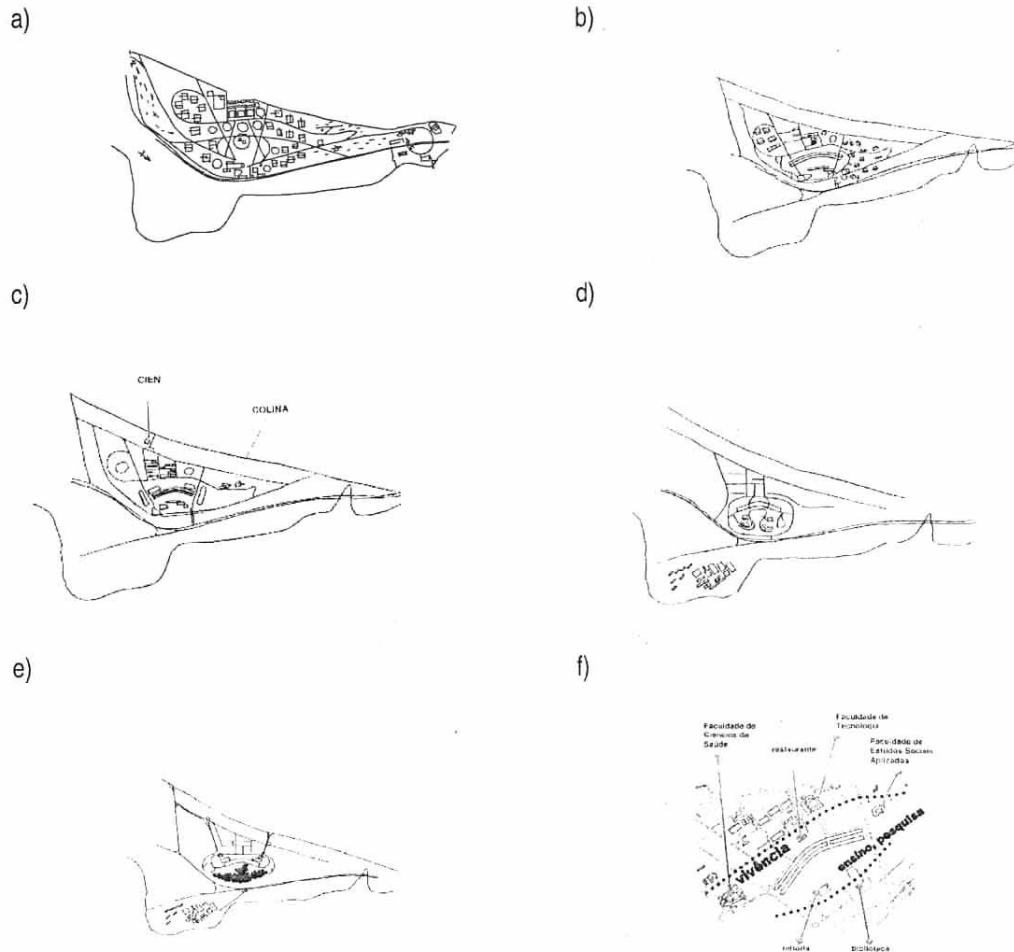 a)
b)
c)
d)
CIEN
COLINA
e)
f)
Faculdade de
Ciências da
Saúde
restaurante
Faculdade de
Tecnologia
Faculdade de
Estudos Sociais
Aplicados
vivência
ensino, pesquisa
reitoria
biblioteca